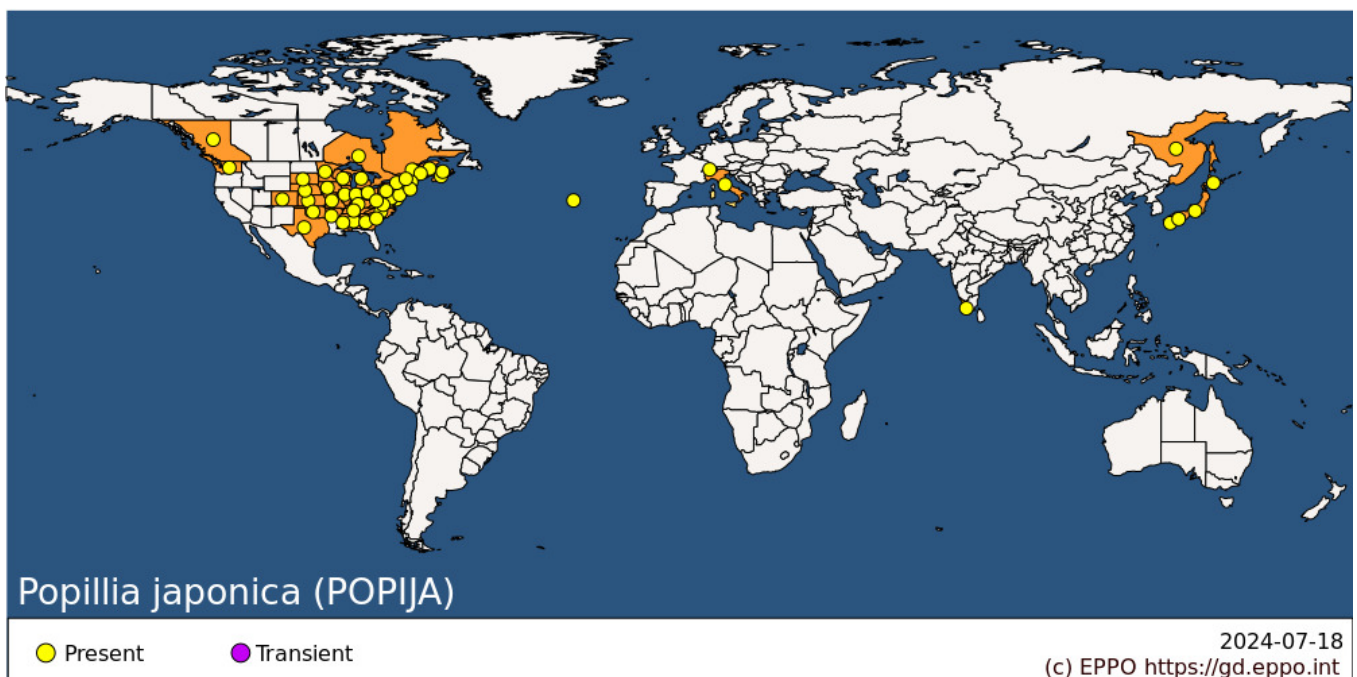 Popillia japonica (POPIJA)
Present
Transient
2024-07-18
(c) EPPO https://gd.eppo.int